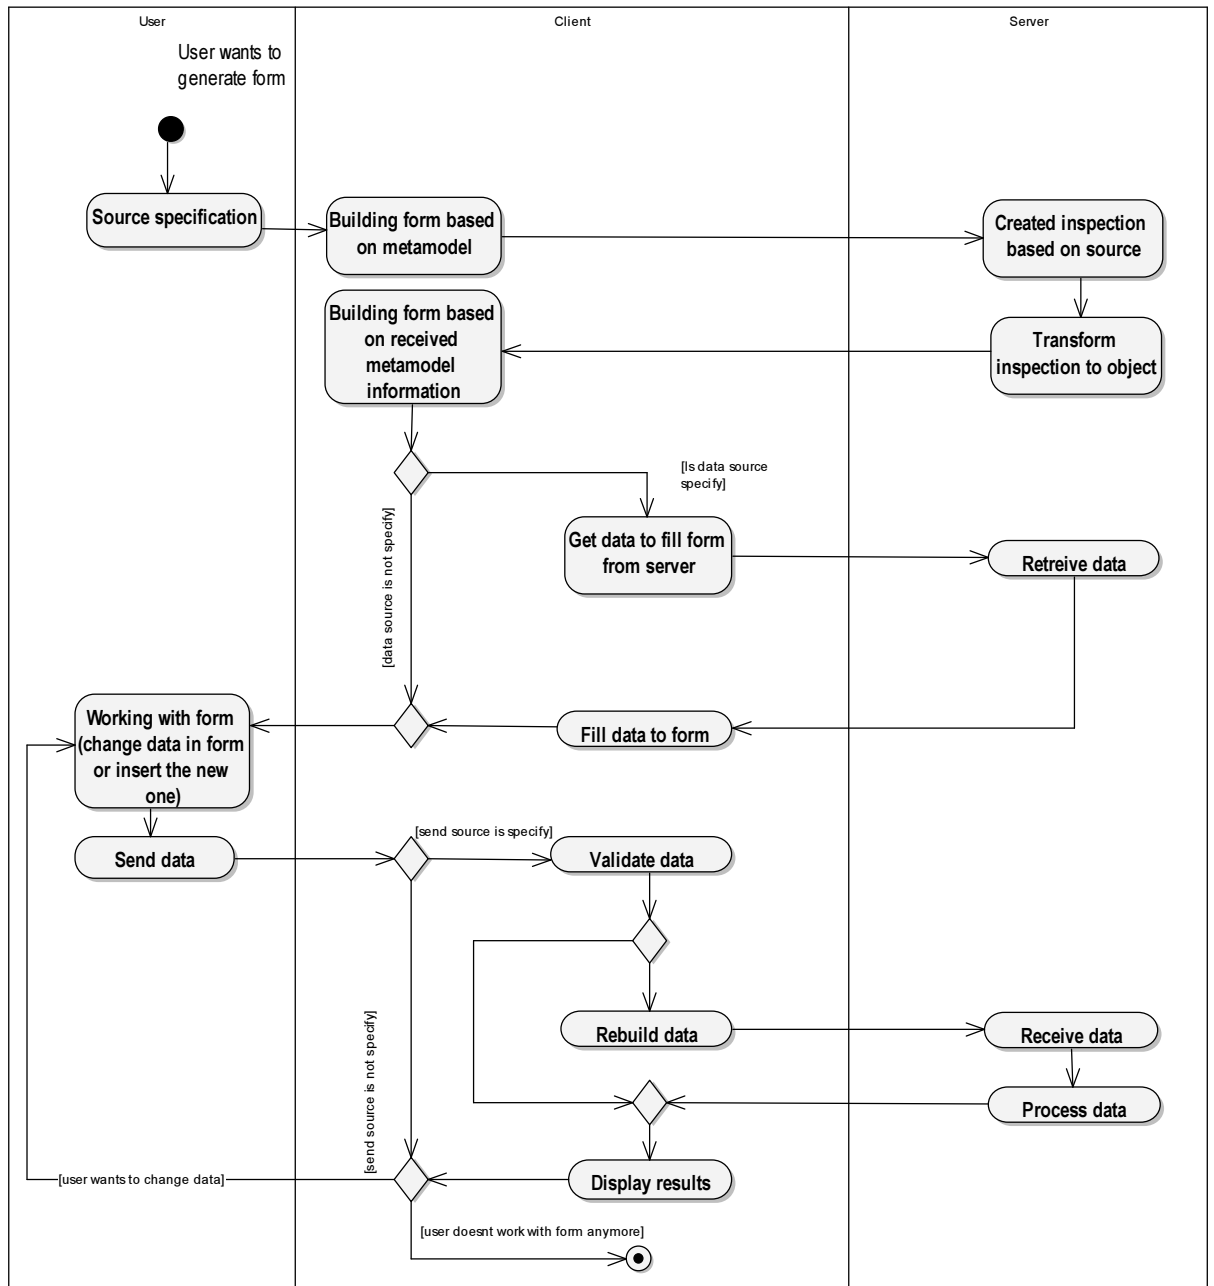 User
Client
Server
User wants to
generate form
Source specification
Building form based
on metamodel
Created inspection
based on source
Building form based
on received
metamodel
information
Transform
inspection to object
[Is data source
specify]
[data source is not specify]
Get data to fill form
from server
Retreive data
Working with form
(change data in form
or insert the new
one)
Fill data to form
[send source is specify]
Send data
Validate data
Rebuild data
Receive data
[send source is not specify]
Process data
[user wants to change data]
Display results
[user doesnt work with form anymore]